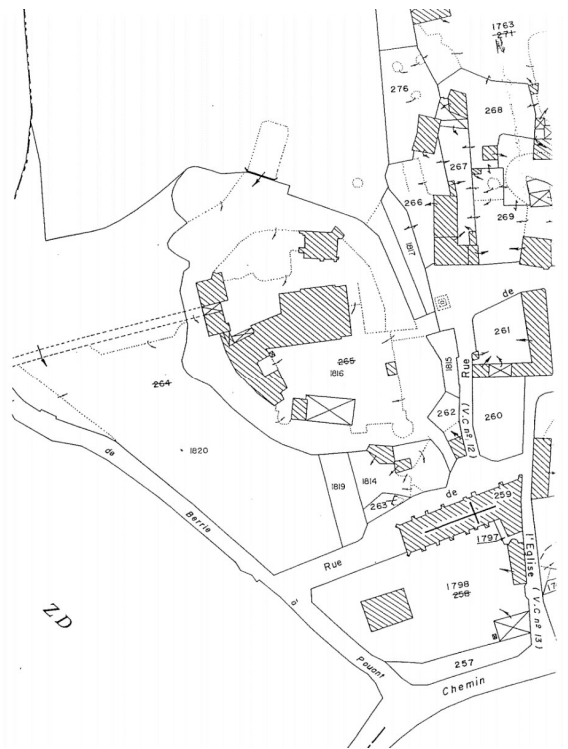 1763
271
276
268
267
266
269
1817
de
261
265
1816
1815
Rue
(V.C nº 12)
264
262
260
1820
1819
1814
263
de
259
de
Berrie
Rue
1797
l'Eglise
(V.C nº 13)
1798
258
à
ZD
Pouant
257
Chemin